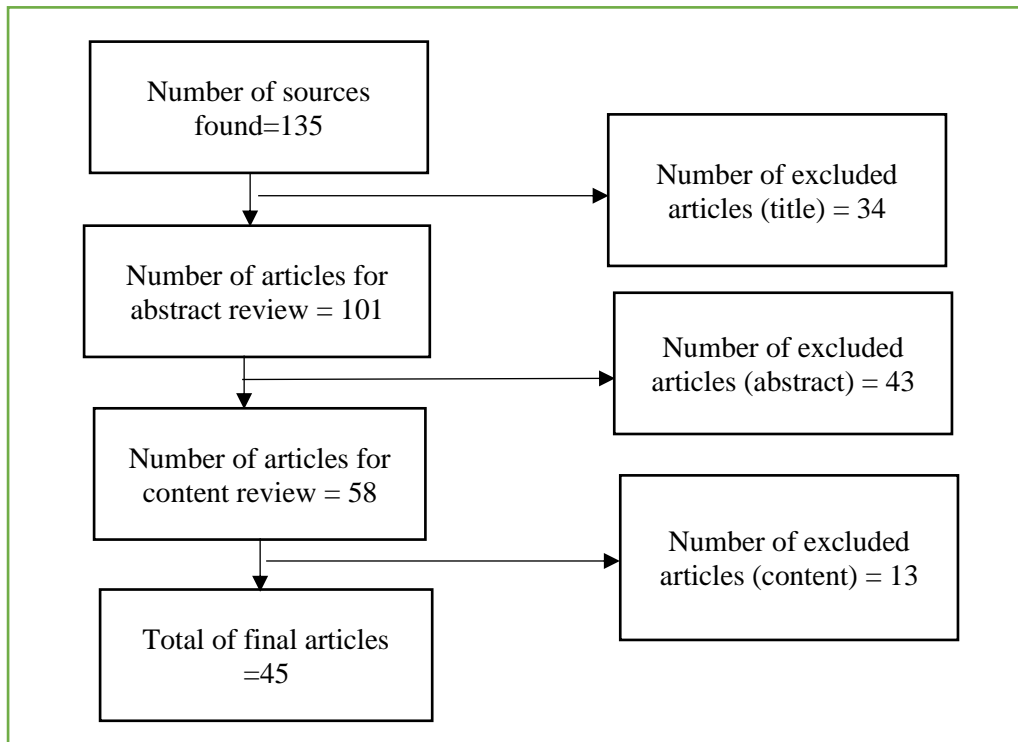 Number of sources
found=135
Number of excluded
articles (title) = 34
Number of articles for
abstract review = 101
Number of excluded
articles (abstract) = 43
Number of articles for
content review = 58
Number of excluded
articles (content) = 13
Total of final articles
=45